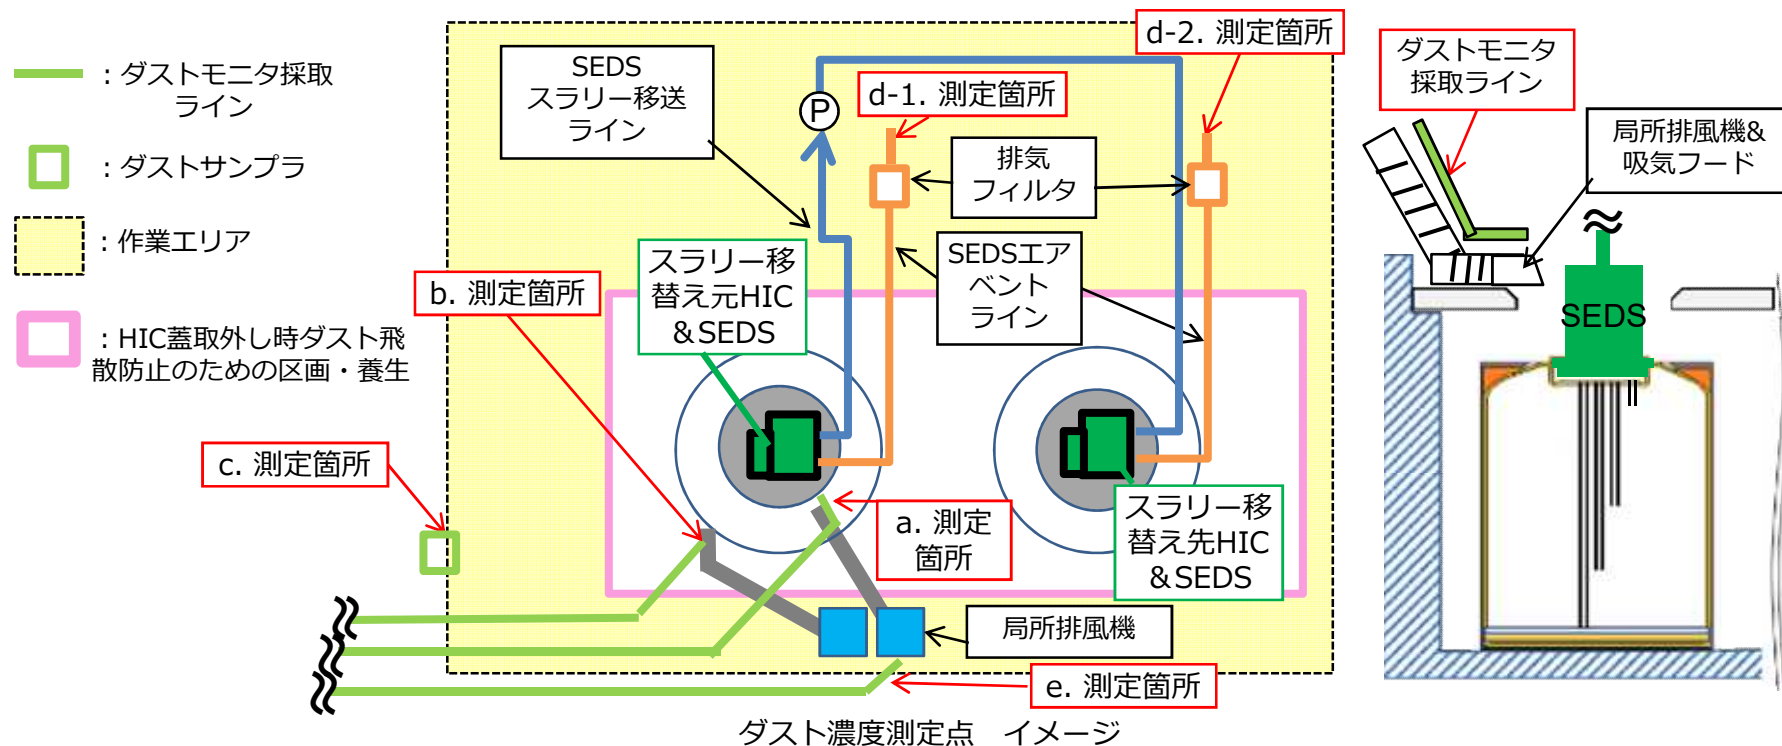 ：ダストモニタ採取
ライン
：ダストサンプラ
：作業エリア
：HIC蓋取外し時ダスト飛
散防止のための区画・養生
SEDS
スラリー移送
ライン
P
d-1. 測定箇所
d-2. 測定箇所
排気
フィルタ
SEDSエア
ベント
ライン
スラリー移
替え元HIC
＆SEDS
b. 測定箇所
c. 測定箇所
a. 測定
箇所
スラリー移
替え先HIC
＆SEDS
局所排風機
e. 測定箇所
ダスト濃度測定点　イメージ
ダストモニタ
採取ライン
局所排風機&
吸気フード
SEDS